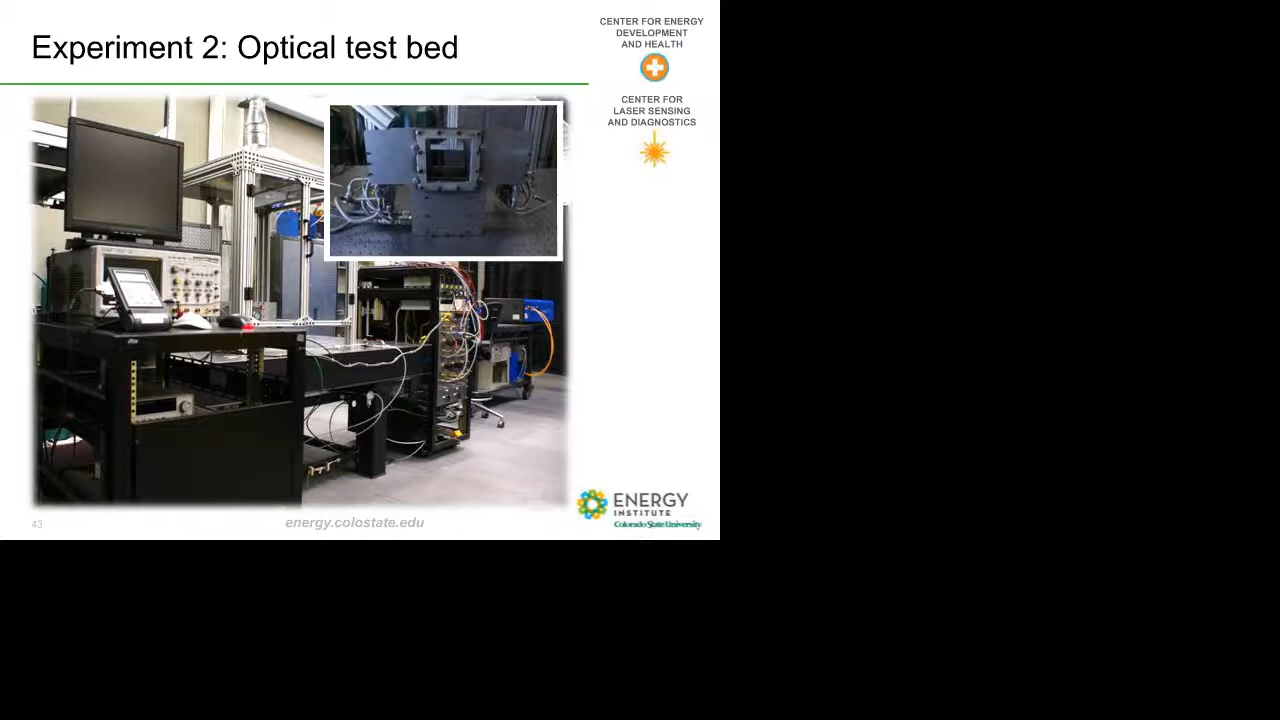 Experiment 2: Optical test bed
CENTER FOR ENERGY
DEVELOPMENT
AND HEALTH
CENTER FOR
LASER SENSING
AND DIAGNOSTICS
43
energy.colostate.edu
ENERGY
INSTITUTE
Colorado State University